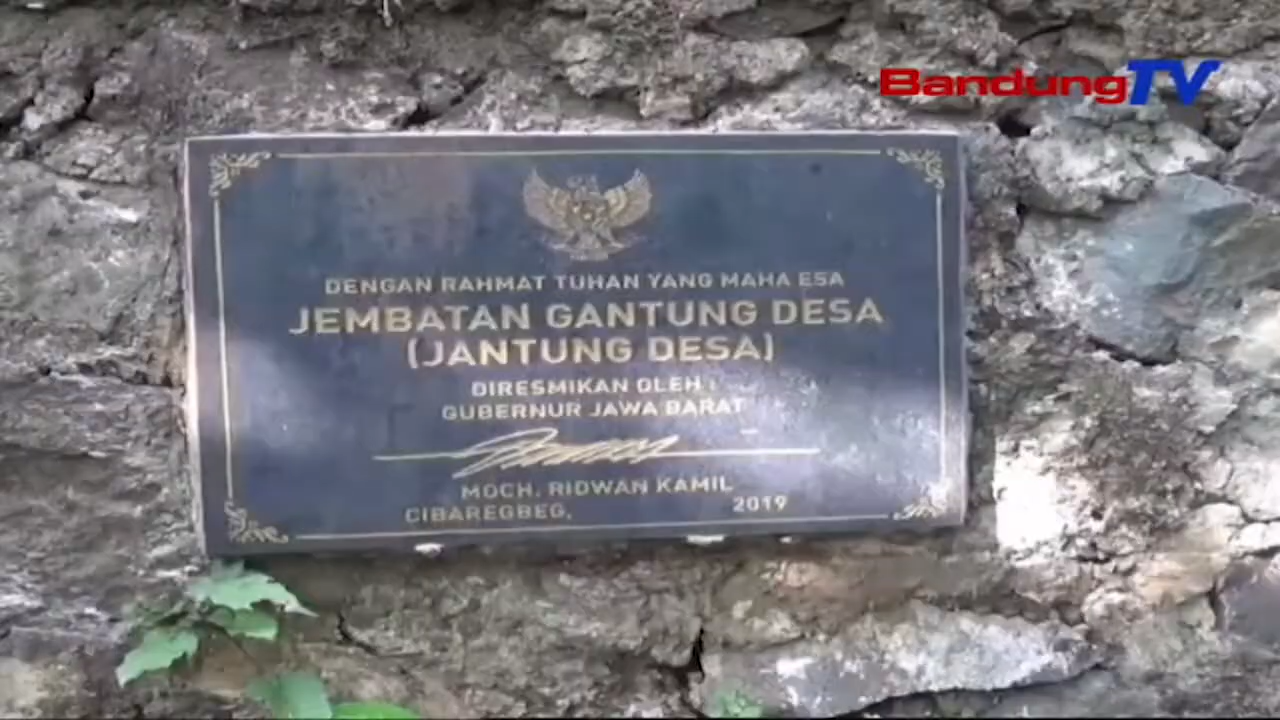 BandungTV
DENGAN RAHMAT TUHAN YANG MAHA ESA
JEMBATAN GANTUNG DESA
(JANTUNG DESA)
DIRESMIKAN OLEH :
GUBERNUR JAWA BARAT
MOCH. RIDWAN KAMIL
CIBAREGBEG, 2019